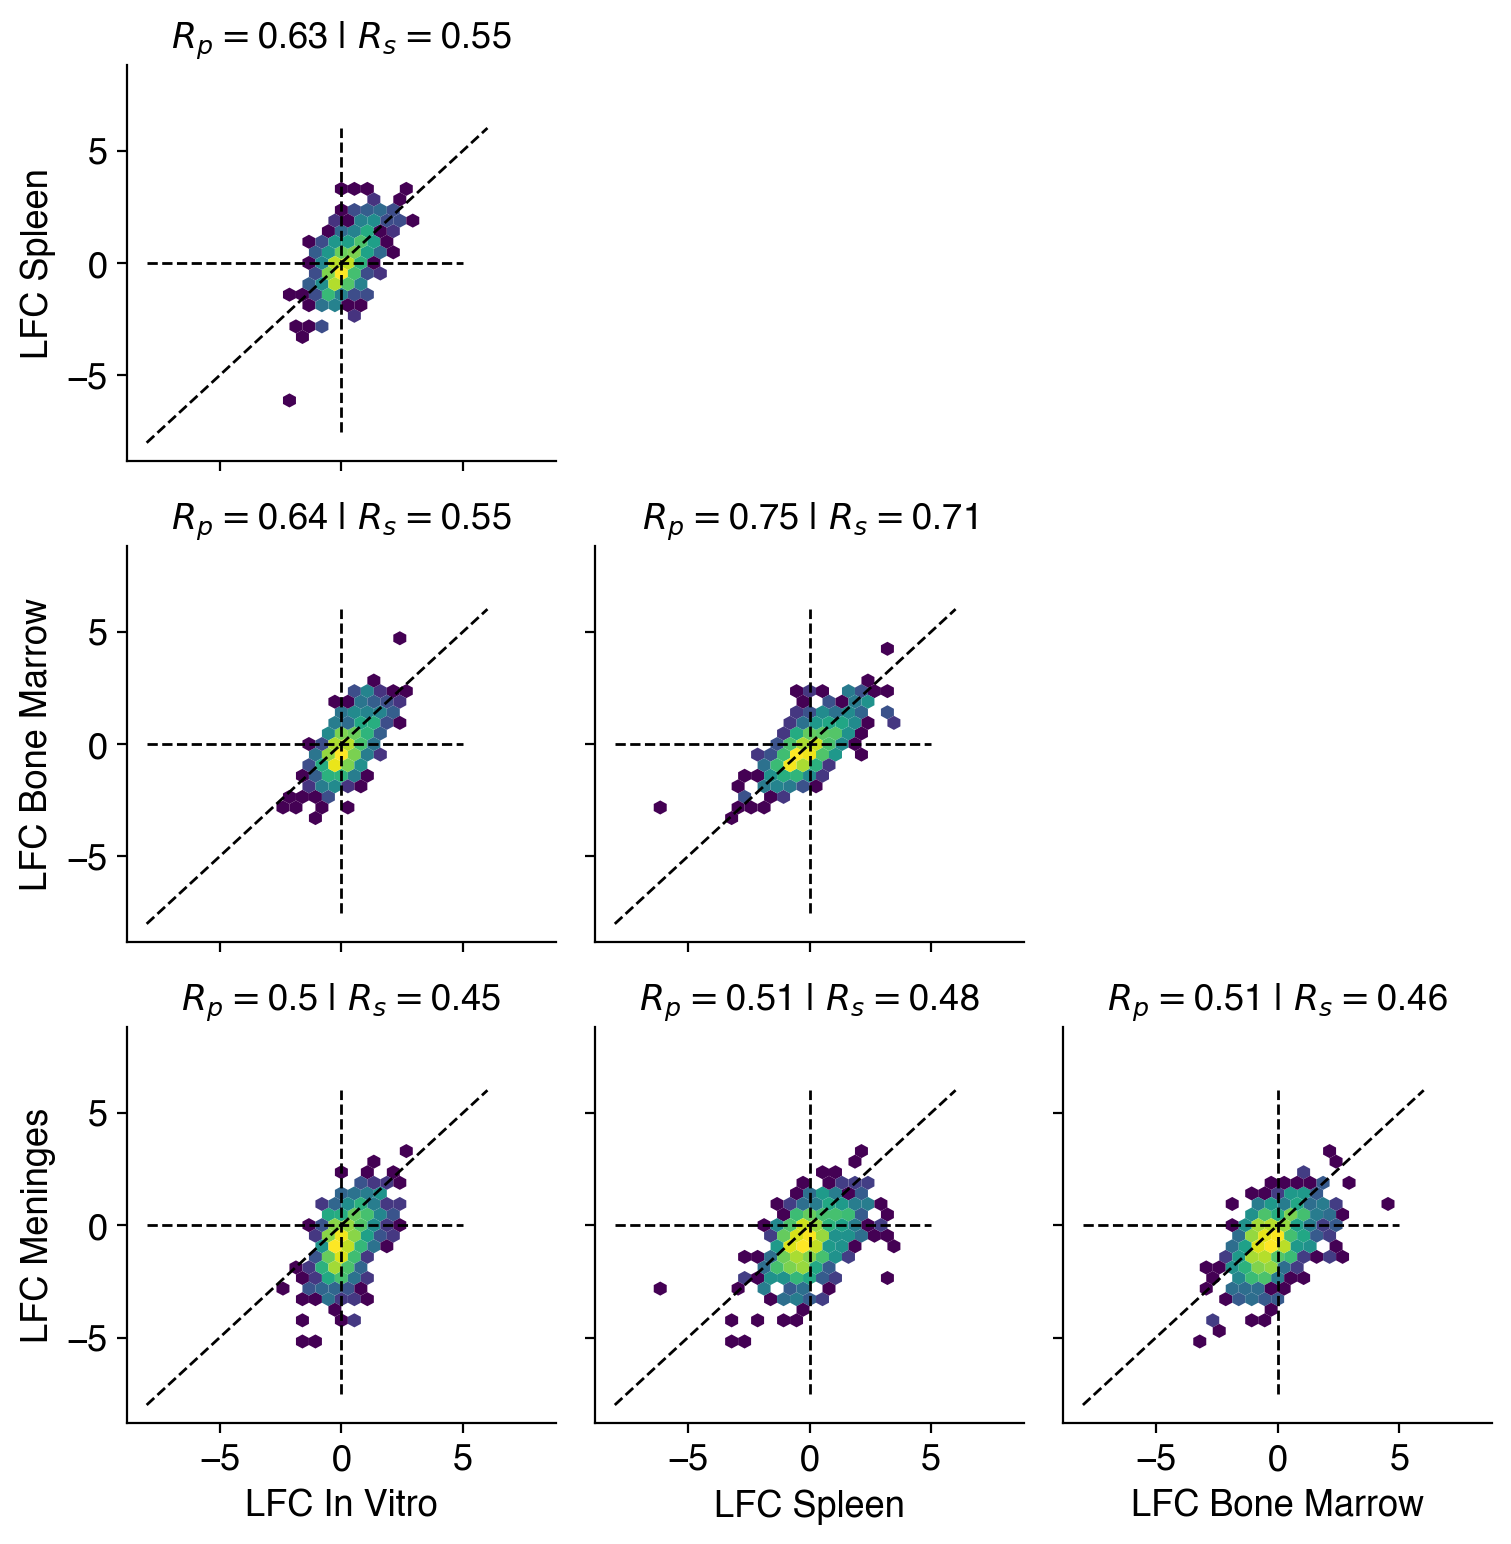 R_p = 0.63 | R_s = 0.55
LFC Spleen
5
0
−5
R_p = 0.64 | R_s = 0.55
R_p = 0.75 | R_s = 0.71
LFC Bone Marrow
5
0
−5
R_p = 0.5 | R_s = 0.45
R_p = 0.51 | R_s = 0.48
R_p = 0.51 | R_s = 0.46
LFC Meninges
5
0
−5
−5 0 5
−5 0 5
−5 0 5
LFC In Vitro
LFC Spleen
LFC Bone Marrow